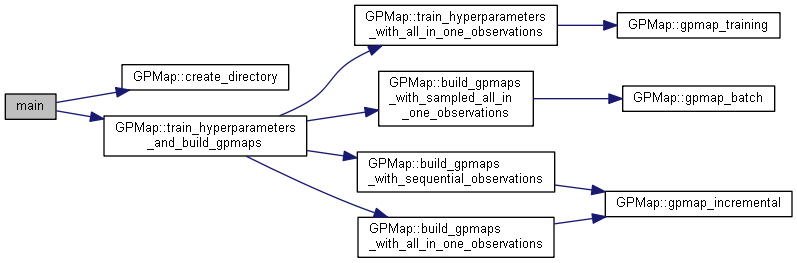 main
GPMap::create_directory
GPMap::train_hyperparameters
_and_build_gpmaps
GPMap::train_hyperparameters
_with_all_in_one_observations
GPMap::gpmap_training
GPMap::build_gpmaps
_with_sampled_all_in
_one_observations
GPMap::gpmap_batch
GPMap::build_gpmaps
_with_sequential_observations
GPMap::gpmap_incremental
GPMap::build_gpmaps
_with_all_in_one_observations